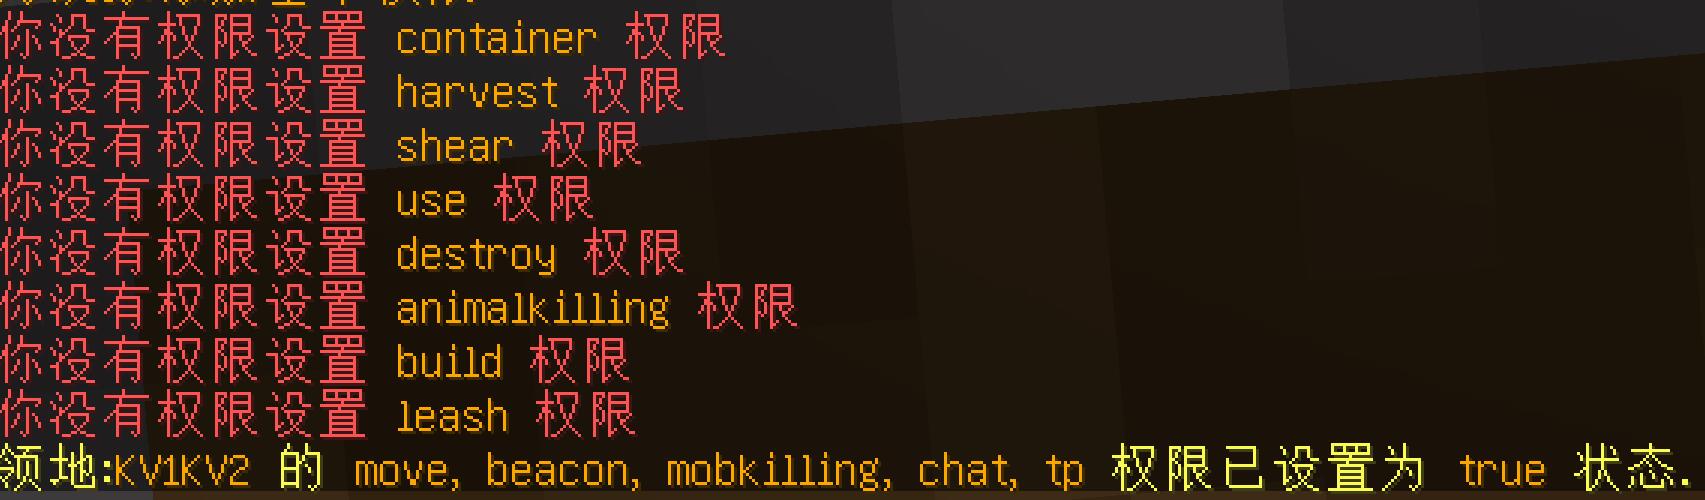 你没有权限设置 container 权限
你没有权限设置 harvest 权限
你没有权限设置 shear 权限
你没有权限设置 use 权限
你没有权限设置 destroy 权限
你没有权限设置 animalkilling 权限
你没有权限设置 build 权限
你没有权限设置 leash 权限
领地:KV1KV2 的 move, beacon, mobkilling, chat, tp 权限已设置为 true 状态.